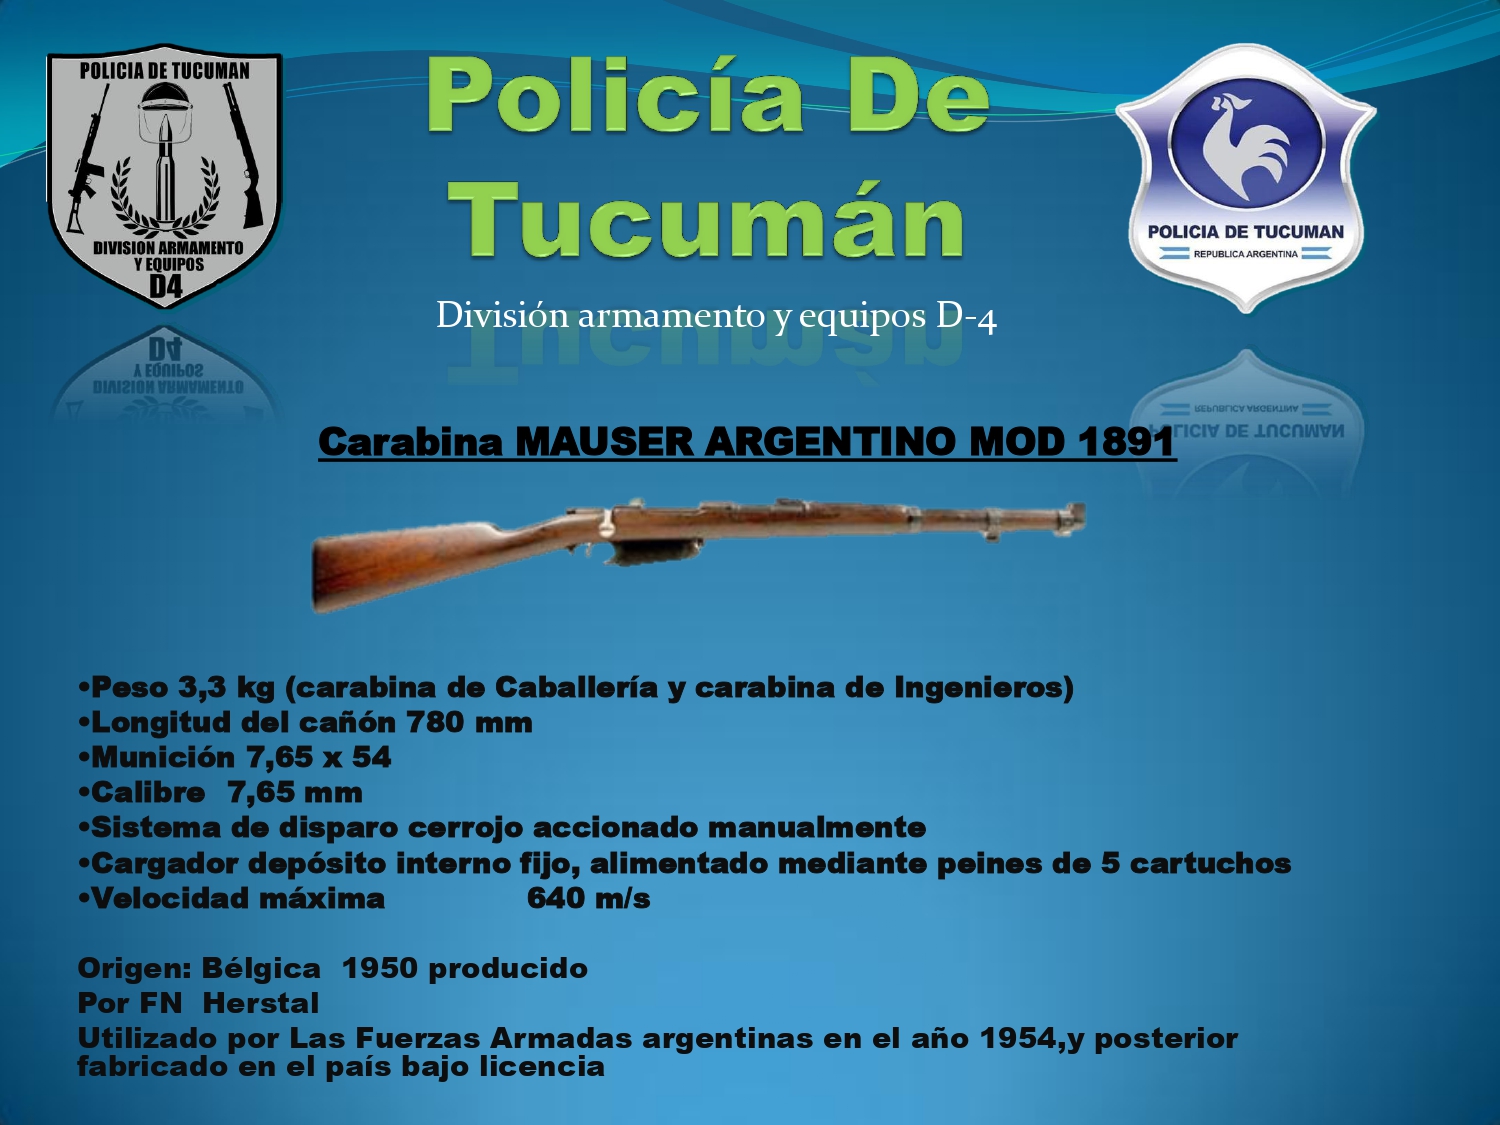 POLICIA DE TUCUMAN
DIVISION ARMAMENTO
Y EQUIPOS
D4
Policía De
Tucumán
POLICIA DE TUCUMAN
REPUBLICA ARGENTINA
División armamento y equipos D-4
Carabina MAUSER ARGENTINO MOD 1891
•Peso 3,3 kg (carabina de Caballería y carabina de Ingenieros)
•Longitud del cañón 780 mm
•Munición 7,65 x 54
•Calibre 7,65 mm
•Sistema de disparo cerrojo accionado manualmente
•Cargador depósito interno fijo, alimentado mediante peines de 5 cartuchos
•Velocidad máxima 640 m/s
Origen: Bélgica 1950 producido
Por FN Herstal
Utilizado por Las Fuerzas Armadas argentinas en el año 1954,y posterior
fabricado en el país bajo licencia